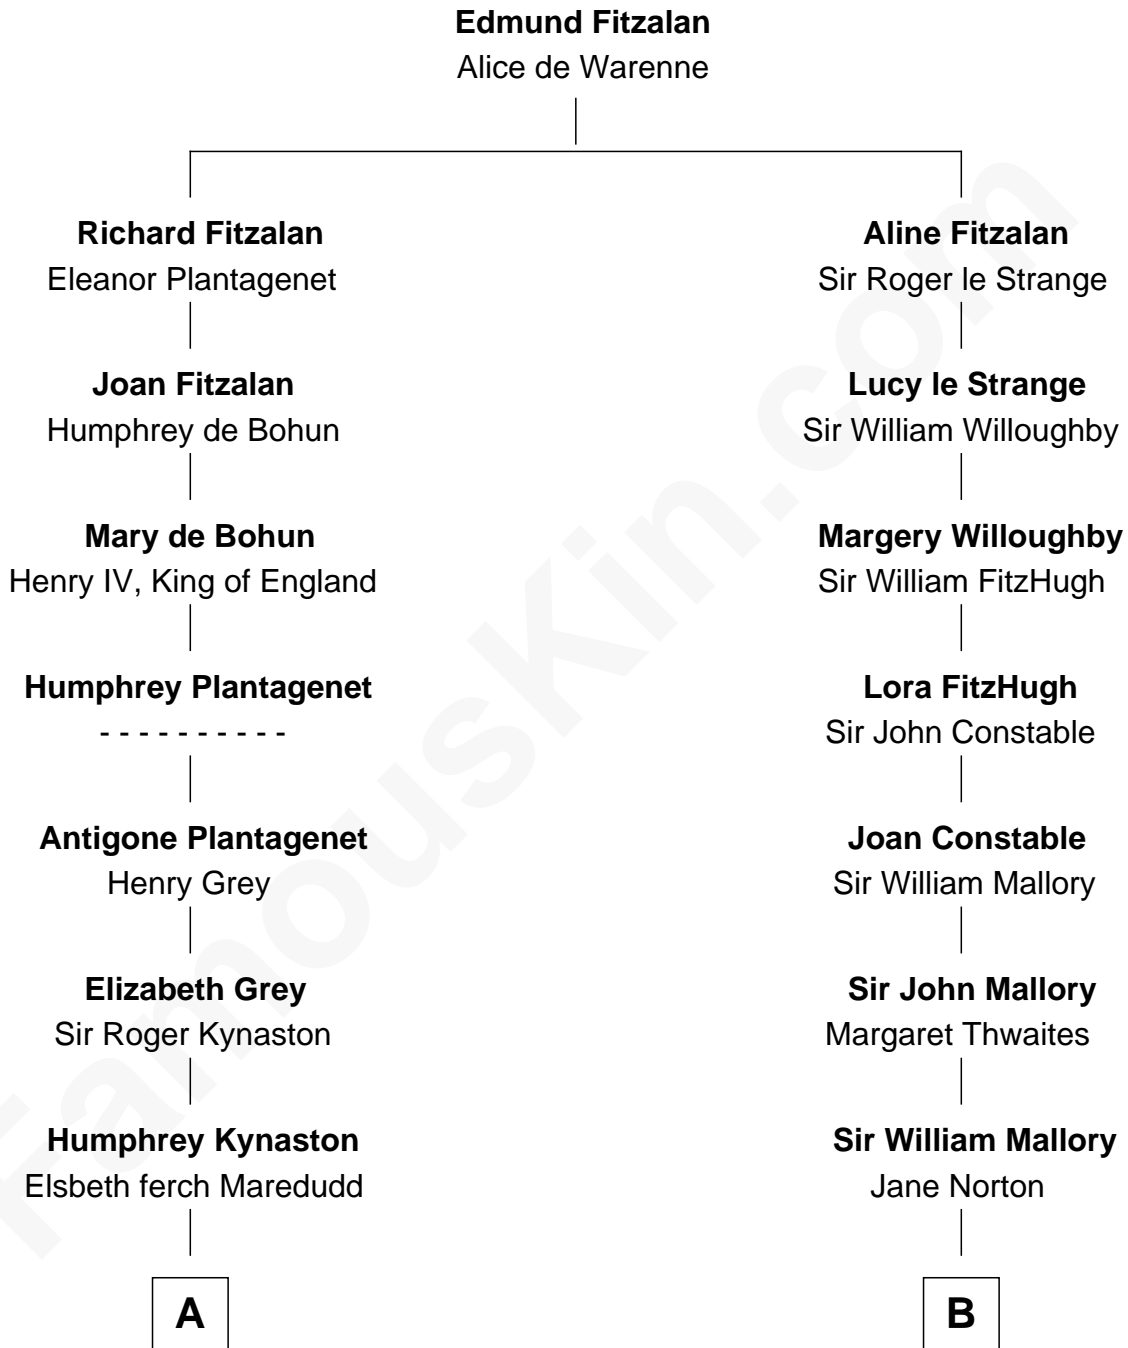 Edmund Fitzalan
Alice de Warenne
Richard Fitzalan
Eleanor Plantagenet
Aline Fitzalan
Sir Roger le Strange
Joan Fitzalan
Humphrey de Bohun
Lucy le Strange
Sir William Willoughby
Mary de Bohun
Henry IV, King of England
Margery Willoughby
Sir William FitzHugh
Humphrey Plantagenet
- - - - - - - - - -
Lora FitzHugh
Sir John Constable
Antigone Plantagenet
Henry Grey
Joan Constable
Sir William Mallory
Elizabeth Grey
Sir Roger Kynaston
Sir John Mallory
Margaret Thwaites
Humphrey Kynaston
Elsbeth ferch Maredudd
Sir William Mallory
Jane Norton
A
B
FamousKin.com